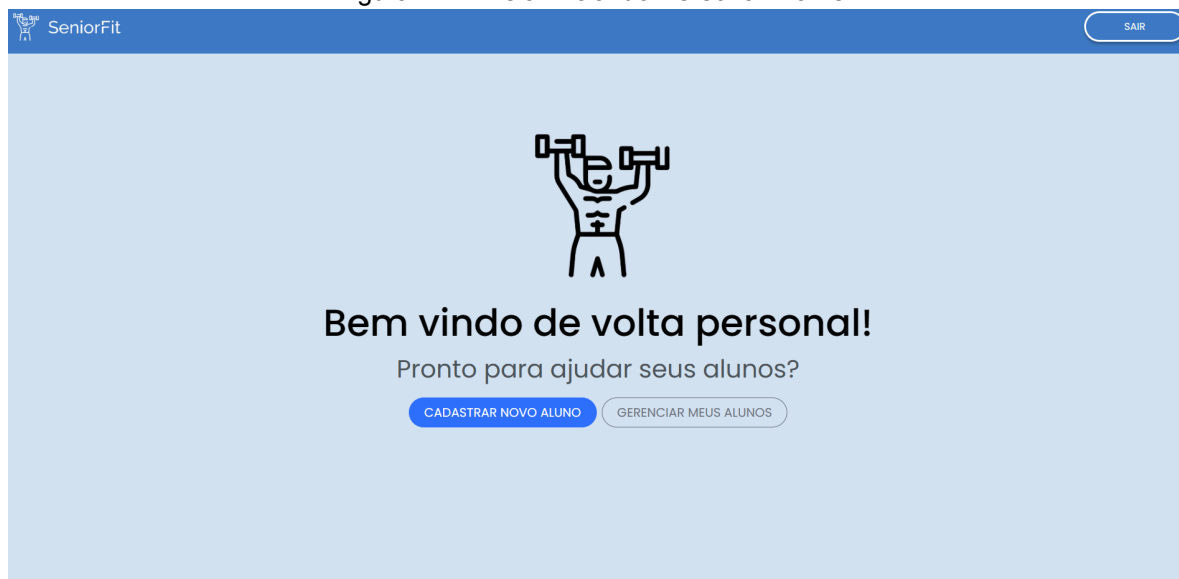 SeniorFit
SAIR
Bem vindo de volta personal!
Pronto para ajudar seus alunos?
CADASTRAR NOVO ALUNO
GERENCIAR MEUS ALUNOS